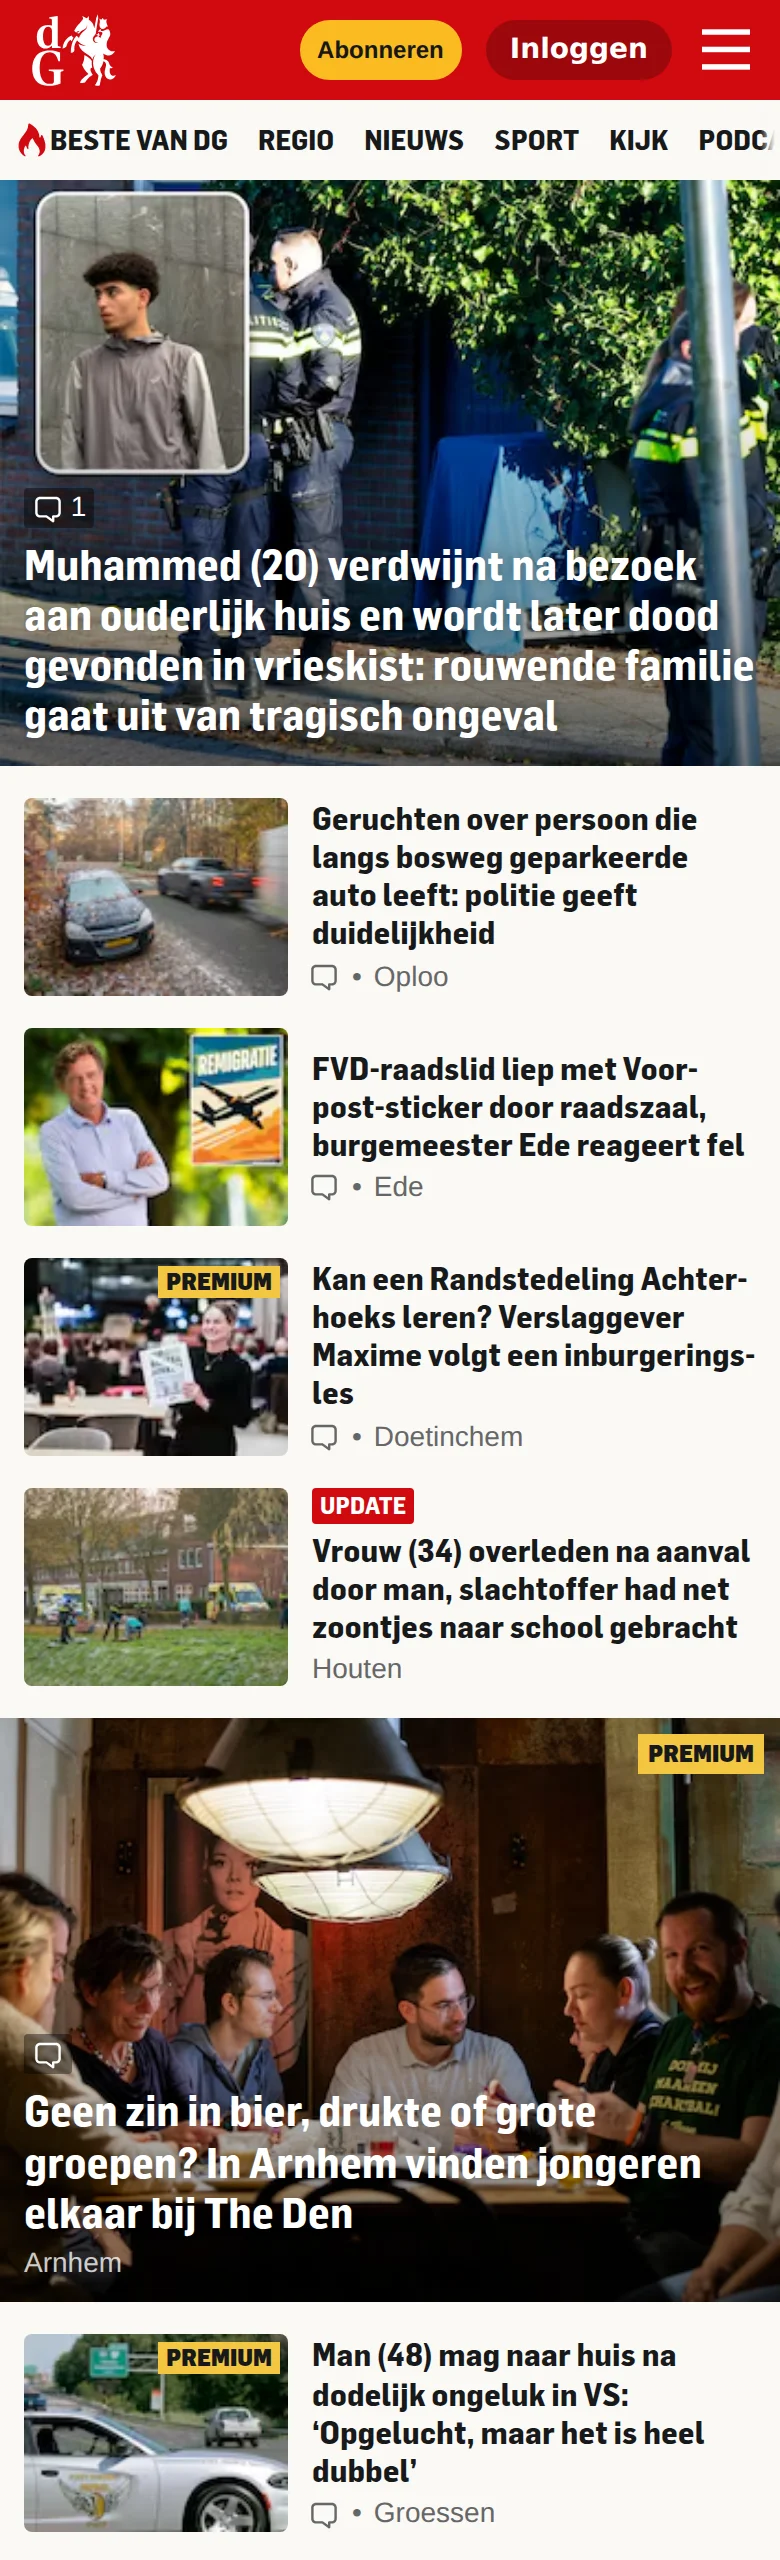 d
G
Abonneren
Inloggen
BESTE VAN DG
REGIO
NIEUWS
SPORT
KIJK
PODCA
1
Muhammed (20) verdwijnt na bezoek
aan ouderlijk huis en wordt later dood
gevonden in vrieskist: rouwende familie
gaat uit van tragisch ongeval
Geruchten over persoon die
langs bosweg geparkeerde
auto leeft: politie geeft
duidelijkheid
• Oploo
REMIGRATIE
FVD-raadslid liep met Voor-
post-sticker door raadszaal,
burgemeester Ede reageert fel
• Ede
PREMIUM
Kan een Randstedeling Achter-
hoeks leren? Verslaggever
Maxime volgt een inburgerings-
les
• Doetinchem
UPDATE
Vrouw (34) overleden na aanval
door man, slachtoffer had net
zoontjes naar school gebracht
Houten
PREMIUM
Geen zin in bier, drukte of grote
groepen? In Arnhem vinden jongeren
elkaar bij The Den
Arnhem
PREMIUM
Man (48) mag naar huis na
dodelijk ongeluk in VS:
‘Opgelucht, maar het is heel
dubbel’
• Groessen